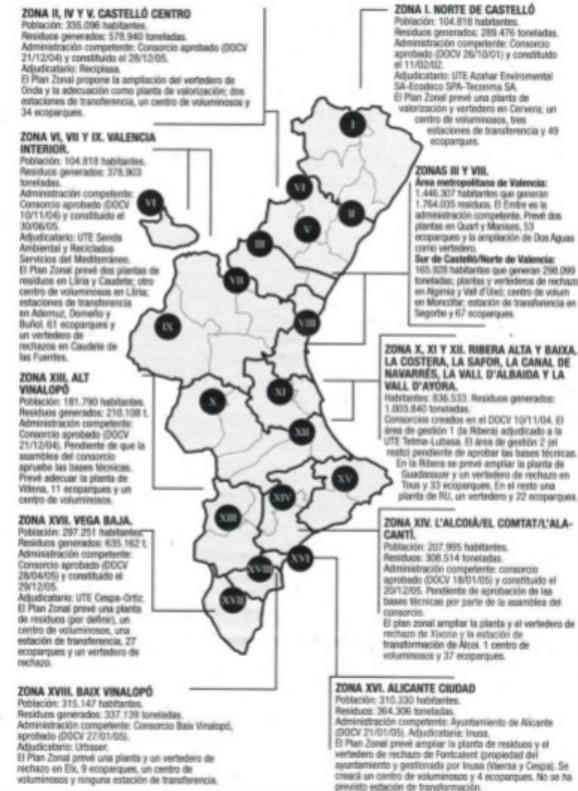 ZONA II, IV Y V. CASTELLÓ CENTRO
Población: 335.096 habitantes.
Residuos generados: 578.940 toneladas.
Administración competente: Consorcio aprobado (DOCV
21/12/04) y constituido el 28/12/05.
Adjudicatario: Reciplasa.
El Plan Zonal propone la ampliación del vertedero de
Onda y la adecuación como planta de valorización; dos
estaciones de transferencia, un centro de voluminosos y
34 ecoparques.
ZONA I. NORTE DE CASTELLÓ
Población: 104.818 habitantes.
Residuos generados: 289.476 toneladas.
Administración competente: Consorcio
aprobado (DOCV 26/10/01) y constituido
el 11/02/02.
Adjudicatario: UTE Azahar Enviromental
SA-Ecodeco SPA-Teconma SA.
El Plan Zonal prevé una planta de
valorización y vertedero en Cervera; un
centro de voluminosos, tres
estaciones de transferencia y 49
ecoparques.
ZONA VI, VII Y IX. VALENCIA
INTERIOR.
Población: 104.818 habitantes.
Residuos generados: 378.903
toneladas.
Administración competente:
Consorcio aprobado (DOCV
10/11/04) y constituido el
30/06/05.
Adjudicatario: UTE Senda
Ambiental y Reciclados
Servicios del Mediterráneo.
El Plan Zonal prevé dos plantas de
residuos en Llíria y Caudete; otro
centro de voluminosos en Llíria;
estaciones de transferencia
en Ademuz, Domeño y
Buñol. 61 ecoparques y
un vertedero de
rechazos en Caudete de
las Fuentes.
ZONAS III Y VIII.
Área metropolitana de Valencia:
1.446.307 habitantes que generan
1.764.035 residuos. El Emtre es la
administración competente. Prevé dos
plantas en Quart y Manises, 53
ecoparques y la ampliación de Dos Aguas
como vertedero.
Sur de Castelló/Norte de Valencia:
165.928 habitantes que generan 298.099
toneladas; plantas y vertederos de rechazo
en Algimia y Vall d'Uixó; centro de volum
en Moncófar; estación de transferencia en
Segorbe y 67 ecoparques.
ZONA X, XI Y XII. RIBERA ALTA Y BAIXA,
LA COSTERA, LA SAFOR, LA CANAL DE
NAVARRÉS, LA VALL D'ALBAIDA Y LA
VALL D'AYORA.
Habitantes: 836.533. Residuos generados:
1.003.840 toneladas.
Consorcios creados en el DOCV 10/11/04. El
área de gestión 1 (la Ribera) adjudicado a la
UTE Tetma-Lubasa. El área de gestión 2 (el
resto) pendiente de aprobar las bases técnicas.
En la Ribera se prevé ampliar la planta de
Guadassuar y un vertedero de rechazo en
Tous y 33 ecoparques. En el resto una
planta de RU, un vertedero y 22 ecoparques.
ZONA XIII, ALT
VINALOPÓ
Población: 181.790 habitantes.
Residuos generados: 210.108 t.
Administración competente:
Consorcio aprobado (DOCV
21/12/04). Pendiente de que la
asamblea del consorcio
apruebe las bases técnicas.
Prevé adecuar la planta de
Villena, 11 ecoparques y un
centro de voluminosos.
ZONA XIV. L'ALCOIÀ/EL COMTAT/L'ALA-
CANTÍ.
Población: 207.995 habitantes.
Residuos: 308.514 toneladas.
Administración competente: consorcio
aprobado (DOCV 18/01/05) y constituido el
20/12/05. Pendiente de aprobación de las
bases técnicas por parte de la asamblea del
consorcio.
El plan zonal ampliar la planta y el vertedero de
rechazo de Xixona y la estación de
transformación de Alcoi. 1 centro de
voluminosos y 37 ecoparques.
ZONA XVII. VEGA BAJA.
Población: 297.251 habitantes.
Residuos generados: 635.162 t.
Administración competente:
Consorcio aprobado (DOCV
28/04/05) y constituido el
29/12/05.
Adjudicatario: UTE Cespa-Ortiz.
El Plan Zonal prevé una planta
de residuos (por definir), un
centro de voluminosos, una
estación de transferencia, 27
ecoparques y un vertedero de
rechazo.
ZONA XVIII. BAIX VINALOPÓ
Población: 315.147 habitantes.
Residuos generados: 337.139 toneladas.
Administración competente: Consorcio Baix Vinalopó,
aprobado (DOCV 27/01/05).
Adjudicatario: Urbaser.
El Plan Zonal prevé una planta y un vertedero de
rechazo en Elx, 9 ecoparques, un centro de
voluminosos y ninguna estación de transferencia.
ZONA XVI. ALICANTE CIUDAD
Población: 310.330 habitantes.
Residuos: 364.306 toneladas.
Administración competente: Ayuntamiento de Alicante
(DOCV 21/01/05). Adjudicataria: Inusa.
El Plan Zonal prevé ampliar la planta de residuos y el
vertedero de rechazo de Fontcalent (propiedad del
ayuntamiento y gestionada por Inusa (Vaersa y Cespa). Se
creará un centro de voluminosos y 4 ecoparques. No se ha
previsto estación de transformación.
I
VI
II
V
III
VII
VI
VIII
IX
XI
X
XII
XV
XIV
XIII
XVI
XVIII
XVII